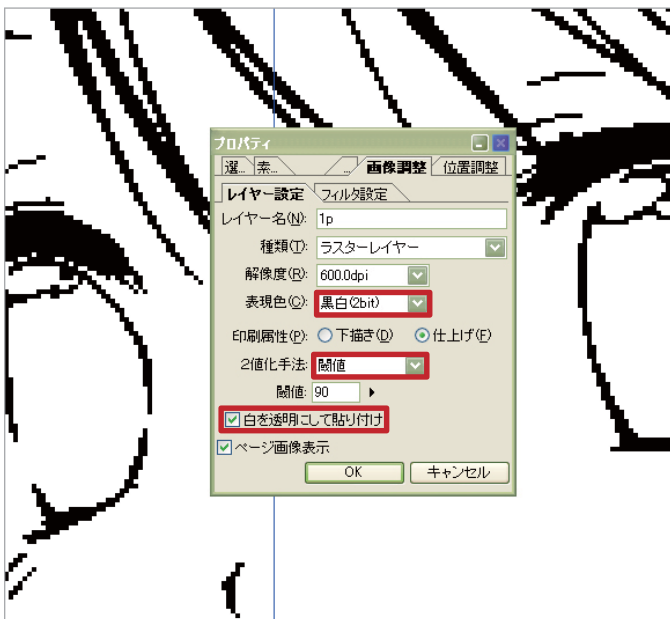 プロパティ
選... 素... ... 画像調整 位置調整
レイヤー設定 フィルタ設定
レイヤー名(N): 1p
種類(T): ラスターレイヤー
解像度(R): 600.0dpi
表現色(C): 黒白(2bit)
印刷属性(P): 下描き(D) 仕上げ(F)
2値化手法: 閾値
閾値: 90
白を透明にして貼り付け
ページ画像表示
OK キャンセル